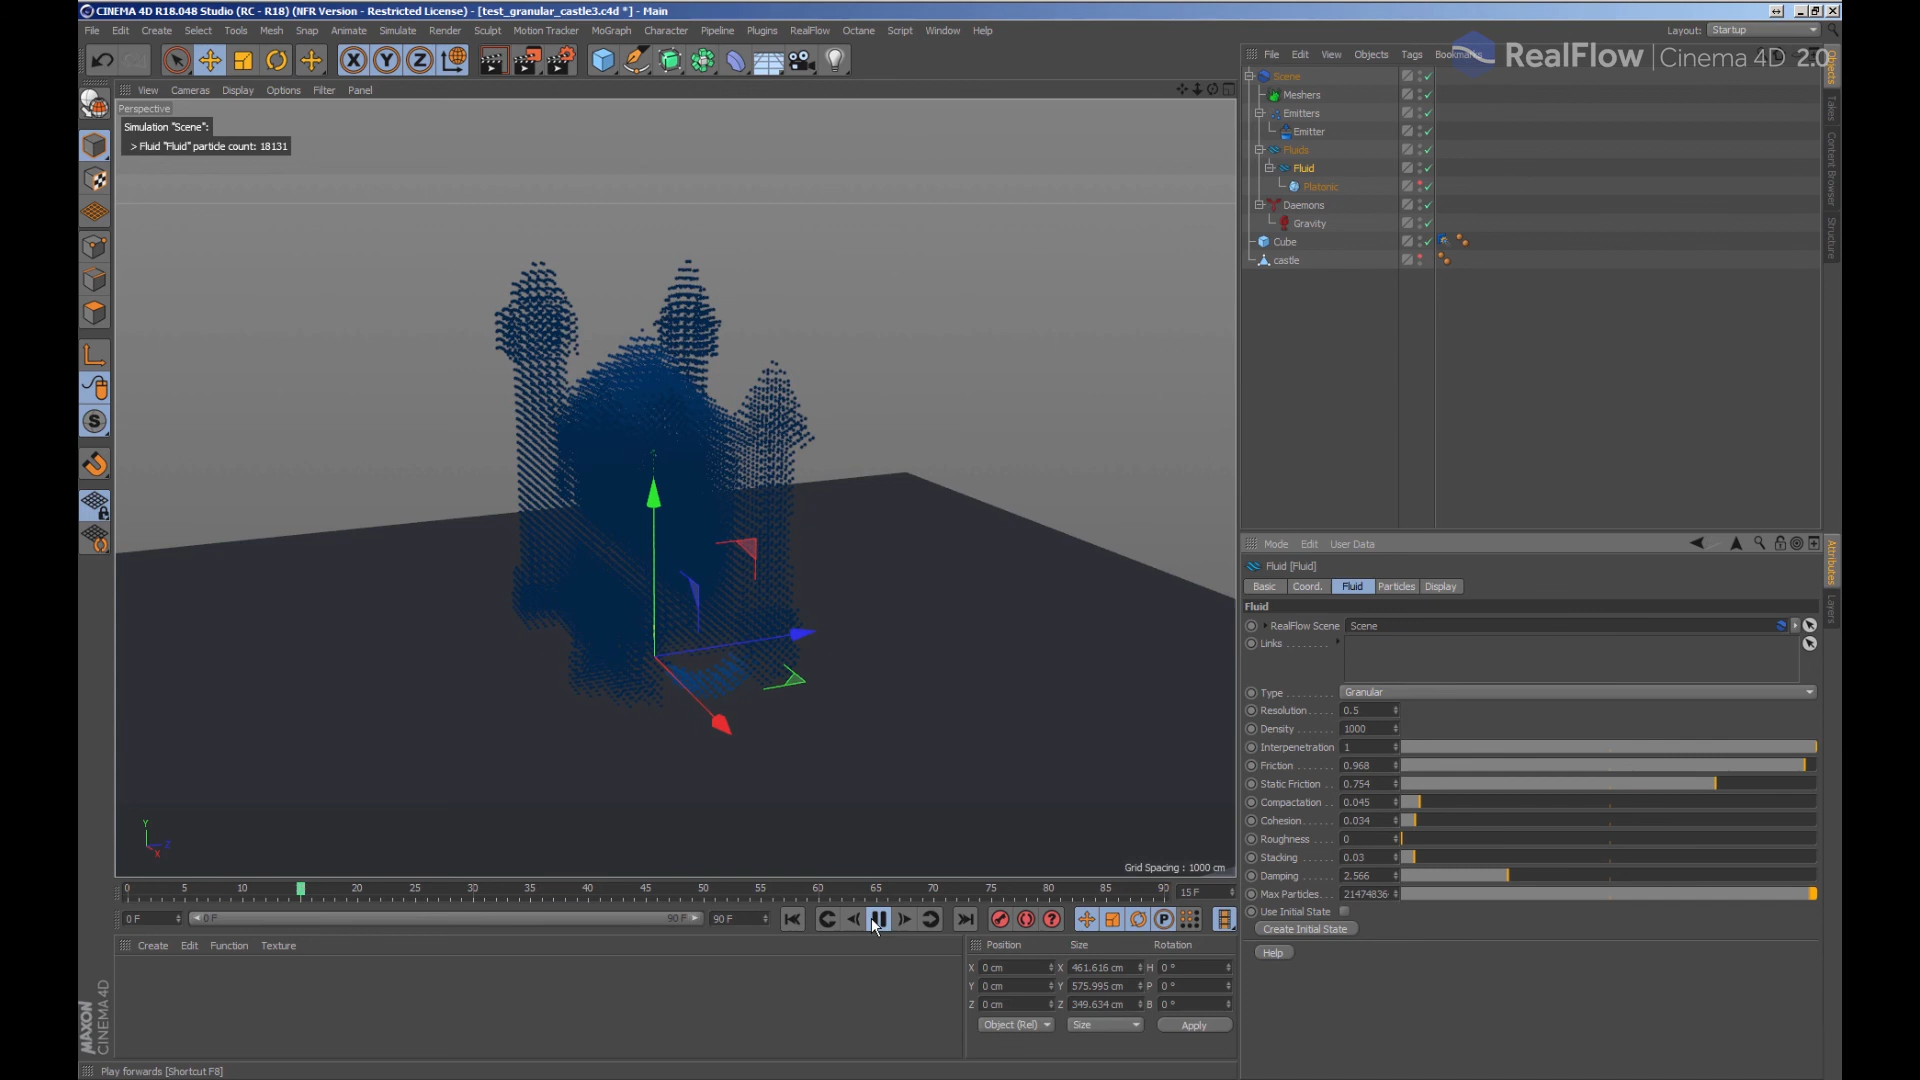 CINEMA 4D R18.048 Studio (RC - R18) (NFR Version - Restricted License) - [test_granular_castle3.c4d *] - Main
File Edit Create Select Tools Mesh Snap Animate Simulate Render Sculpt Motion Tracker MoGraph Character Pipeline Plugins RealFlow Octane Script Window Help
Layout: Startup
RealFlow | Cinema 4D 2.0
File Edit View Objects Tags Bookmarks
X Y Z
View Cameras Display Options Filter Panel
Perspective
Simulation "Scene":
> Fluid "Fluid" particle count: 18131
Scene
Meshers
Emitters
Emitter
Fluids
Fluid
Platonic
Daemons
Gravity
Cube
castle
Objects
Takes
Content Browser
Structure
Y
Z
X
Grid Spacing : 1000 cm
Mode Edit User Data
Fluid [Fluid]
Basic Coord. Fluid Particles Display
Fluid
RealFlow Scene Scene
Links
Type Granular
Resolution 0.5
Density 1000
Interpenetration 1
Friction 0.968
Static Friction 0.754
Compactation 0.045
Cohesion 0.034
Roughness 0
Stacking 0.03
Damping 2.566
Max Particles 21474836
Use Initial State
Create Initial State
Help
Attributes
Layers
0 5 10 20 25 30 35 40 45 50 55 60 65 70 75 80 85 90 15 F
0 F 0 F 90 F 90 F
P
Create Edit Function Texture
Position Size Rotation
X 0 cm X 461.616 cm H 0 °
Y 0 cm Y 575.995 cm P 0 °
Z 0 cm Z 349.634 cm B 0 °
Object (Rel) Size Apply
MAXON
CINEMA 4D
Play forwards [Shortcut F8]